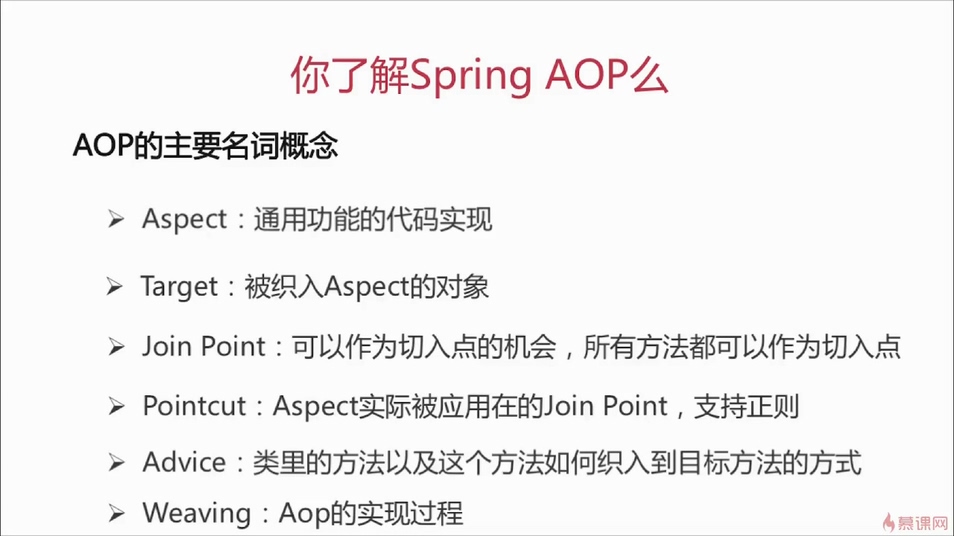 你了解Spring AOP么
AOP的主要名词概念
➢ Aspect：通用功能的代码实现
➢ Target：被织入Aspect的对象
➢ Join Point：可以作为切入点的机会，所有方法都可以作为切入点
➢ Pointcut：Aspect实际被应用在的Join Point，支持正则
➢ Advice：类里的方法以及这个方法如何织入到目标方法的方式
➢ Weaving：Aop的实现过程
慕课网